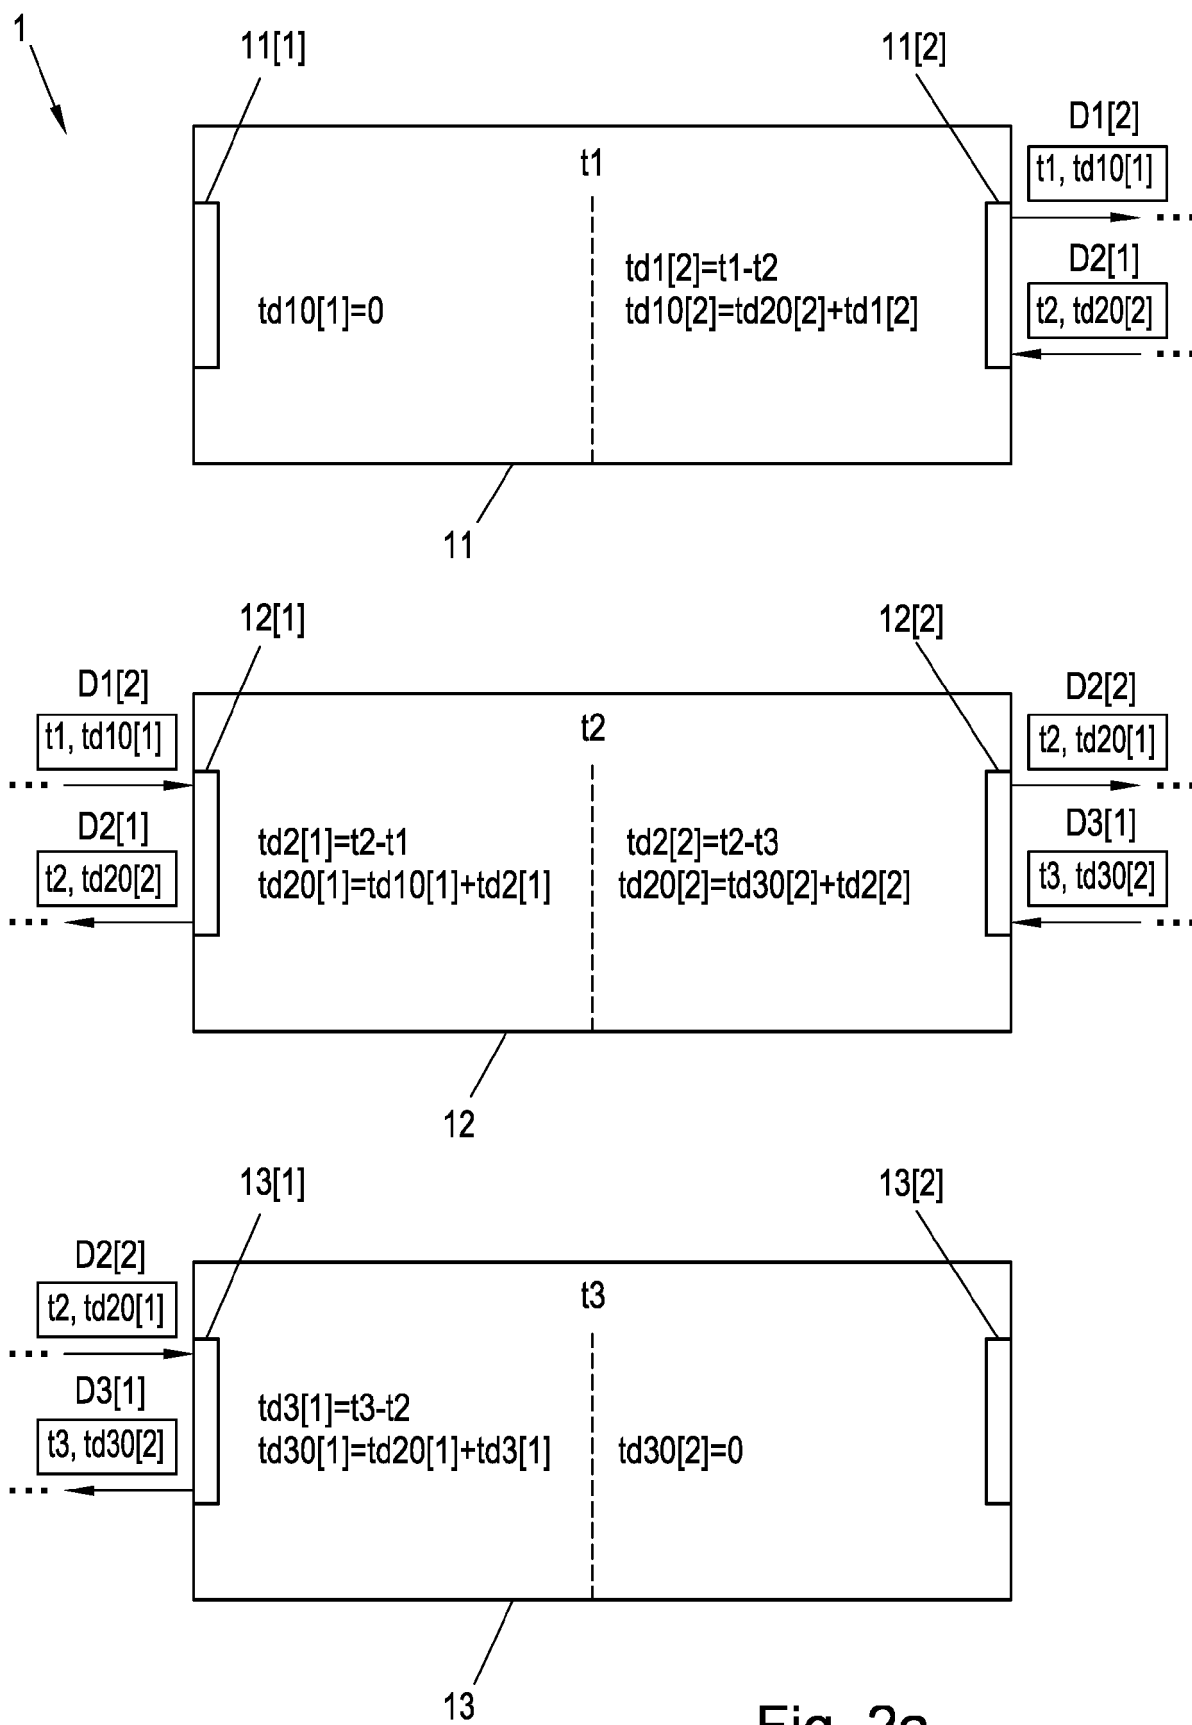 1
11[1]
11[2]
t1
D1[2]
t1, td10[1]
D2[1]
t2, td20[2]
td10[1]=0
td1[2]=t1-t2
td10[2]=td20[2]+td1[2]
11
12[1]
12[2]
D1[2]
t1, td10[1]
D2[1]
t2, td20[2]
t2
td2[1]=t2-t1
td20[1]=td10[1]+td2[1]
td2[2]=t2-t3
td20[2]=td30[2]+td2[2]
D2[2]
t2, td20[1]
D3[1]
t3, td30[2]
12
13[1]
13[2]
D2[2]
t2, td20[1]
D3[1]
t3, td30[2]
t3
td3[1]=t3-t2
td30[1]=td20[1]+td3[1]
td30[2]=0
13